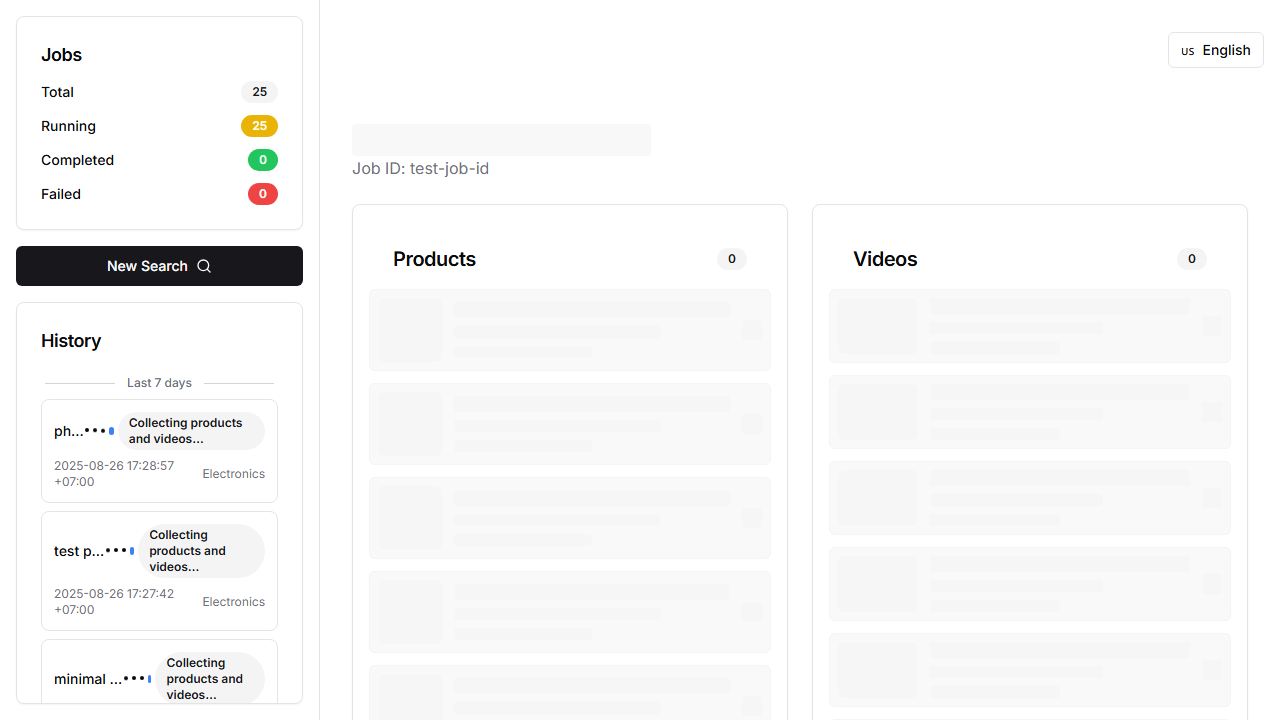 Jobs
Total 25
Running 25
Completed 0
Failed 0
New Search
History
Last 7 days
ph... Collecting products
and videos...
2025-08-26 17:28:57
+07:00
Electronics
test p... Collecting
products and
videos...
2025-08-26 17:27:42
+07:00
Electronics
minimal ... Collecting
products and
videos...
US English
Job ID: test-job-id
Products 0
Videos 0